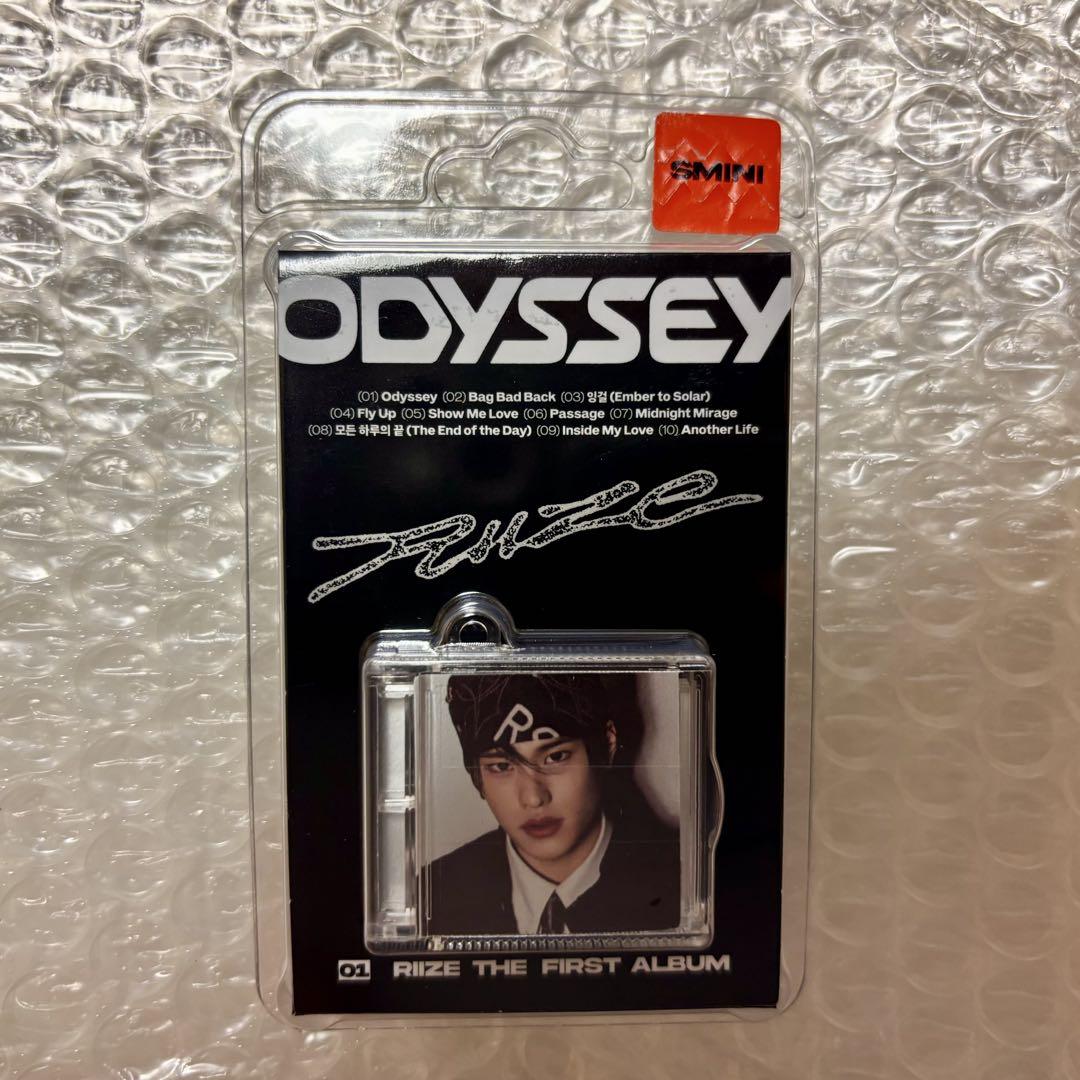 SMINI
ODYSSEY
(01) Odyssey (02) Bag Bad Back (03) 잉걸 (Ember to Solar)
(04) Fly Up (05) Show Me Love (06) Passage (07) Midnight Mirage
(08) 모든 하루의 끝 (The End of the Day) (09) Inside My Love (10) Another Life
RIIZE
01 RIIZE THE FIRST ALBUM